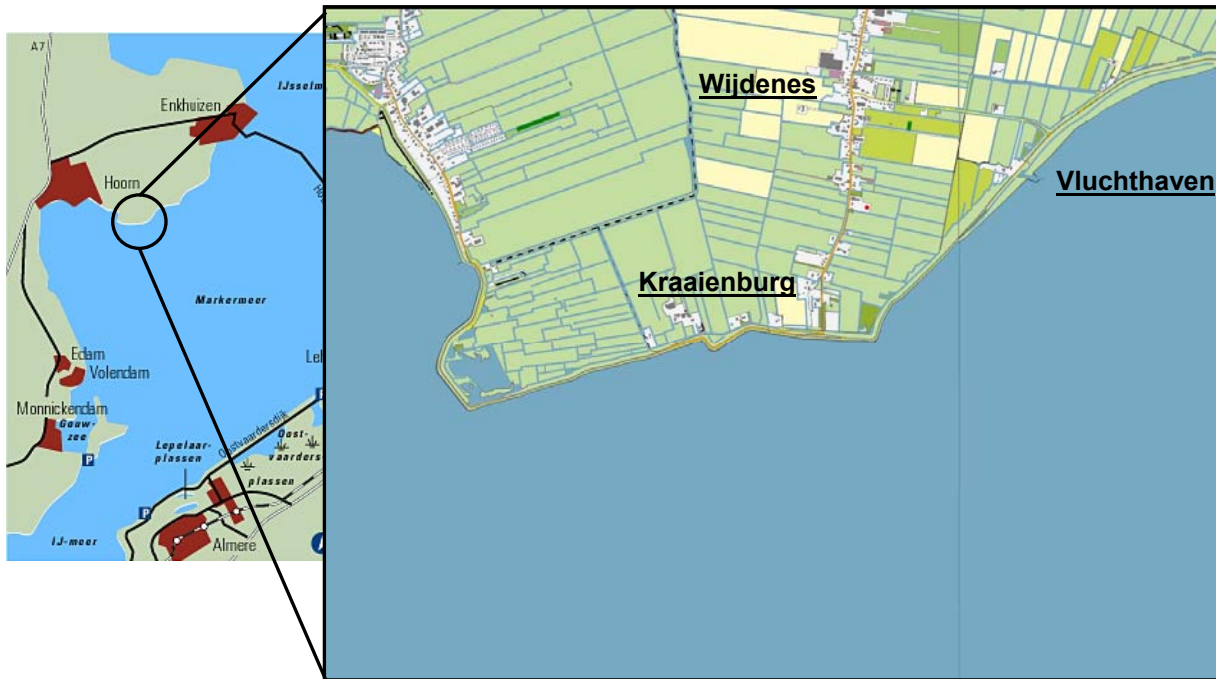 A7
Enkhuizen
IJsselm
Hoorn
Markermeer
Edam
Volendam
Monnickendam
Gouw-
zee
P
Lepelaar-
plassen
Oostvaardersdijk
Oost-
vaarders
plassen
Lel
P
P
IJ-meer
Almere
Wijdenes
Vluchthaven
Kraaienburg